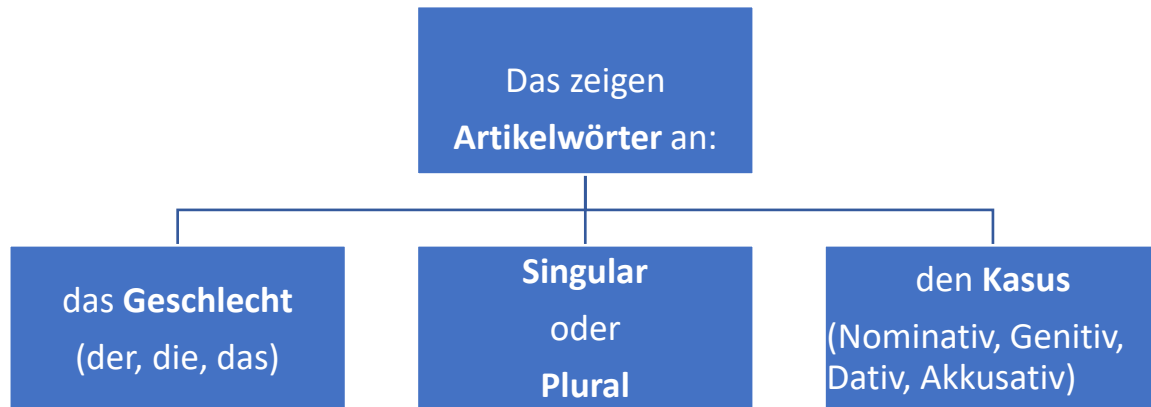 Das zeigen
Artikelwörter an:
das Geschlecht
(der, die, das)
Singular
oder
Plural
den Kasus
(Nominativ, Genitiv,
Dativ, Akkusativ)